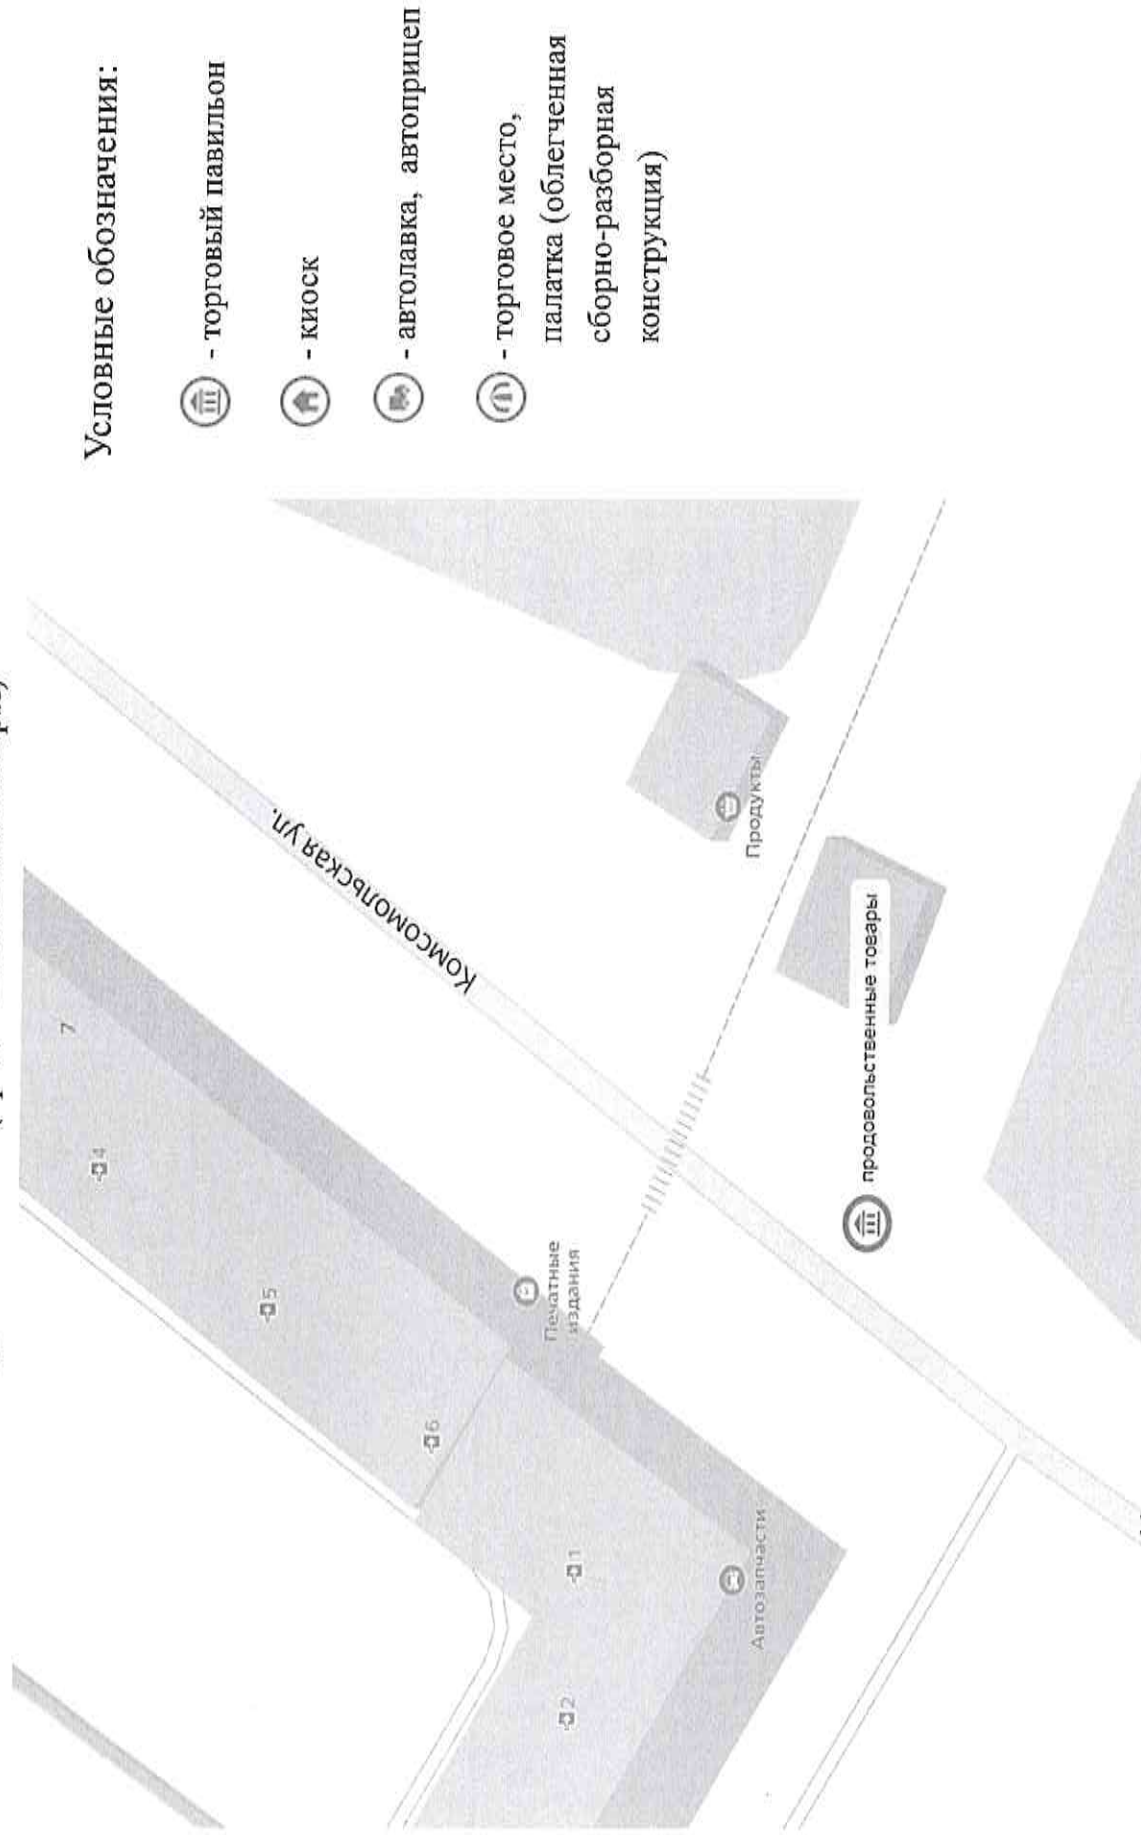 Условные обозначения:
- торговый павильон
- киоск
- автолавка, автоприцеп
- торговое место,
палатка (облегченная
сборно-разборная
конструкция)
7
4
5
6
1
2
Комсомольская ул.
Печатные
издания
Автозапчасти
Продукты
продовольственные товары